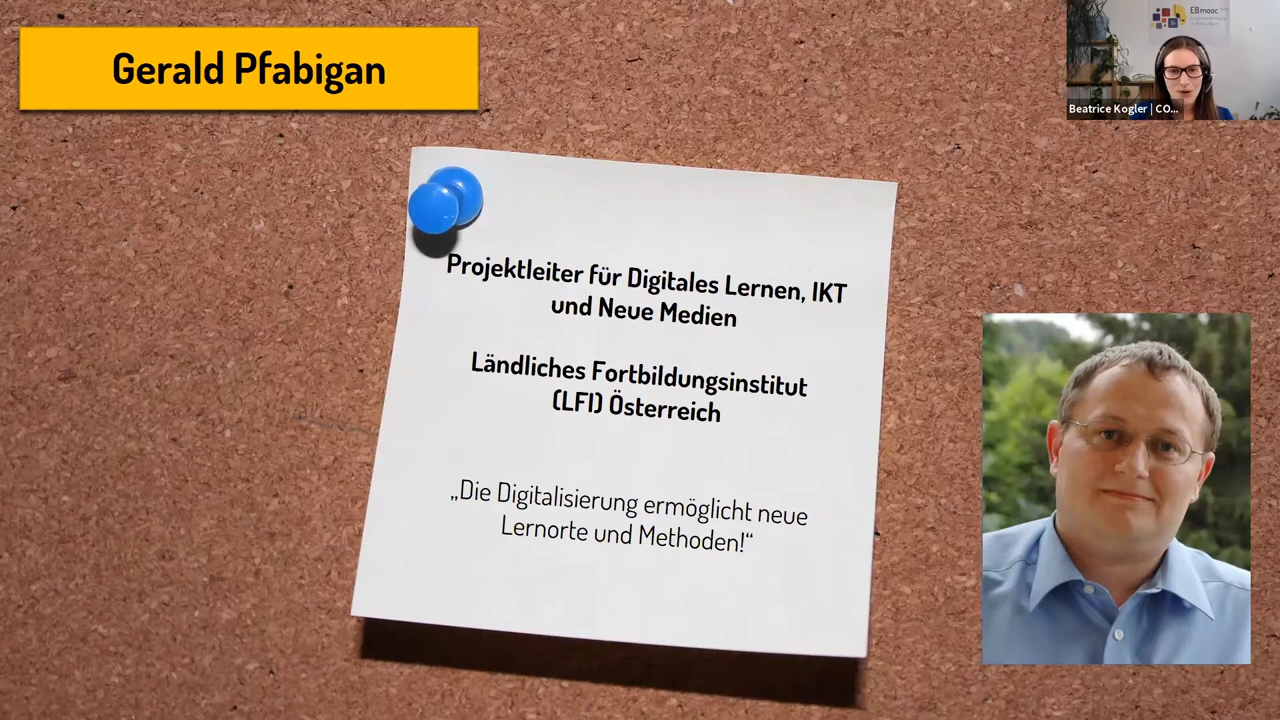 Gerald Pfabigan
EBmooc
Beatrice Kogler | CO...
Projektleiter für Digitales Lernen, IKT
und Neue Medien
Ländliches Fortbildungsinstitut
(LFI) Österreich
„Die Digitalisierung ermöglicht neue
Lernorte und Methoden!“